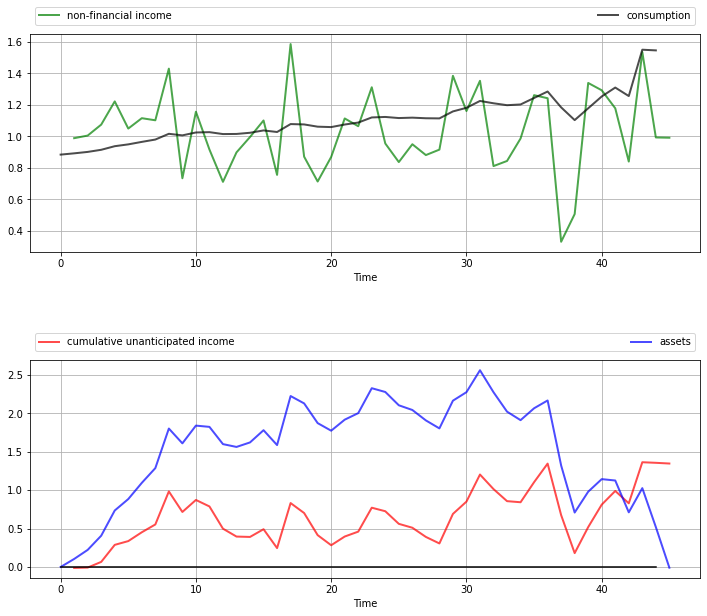 non-financial income consumption
1.6
1.4
1.2
1.0
0.8
0.6
0.4
0 10 20 30 40
Time
cumulative unanticipated income assets
2.5
2.0
1.5
1.0
0.5
0.0
0 10 20 30 40
Time